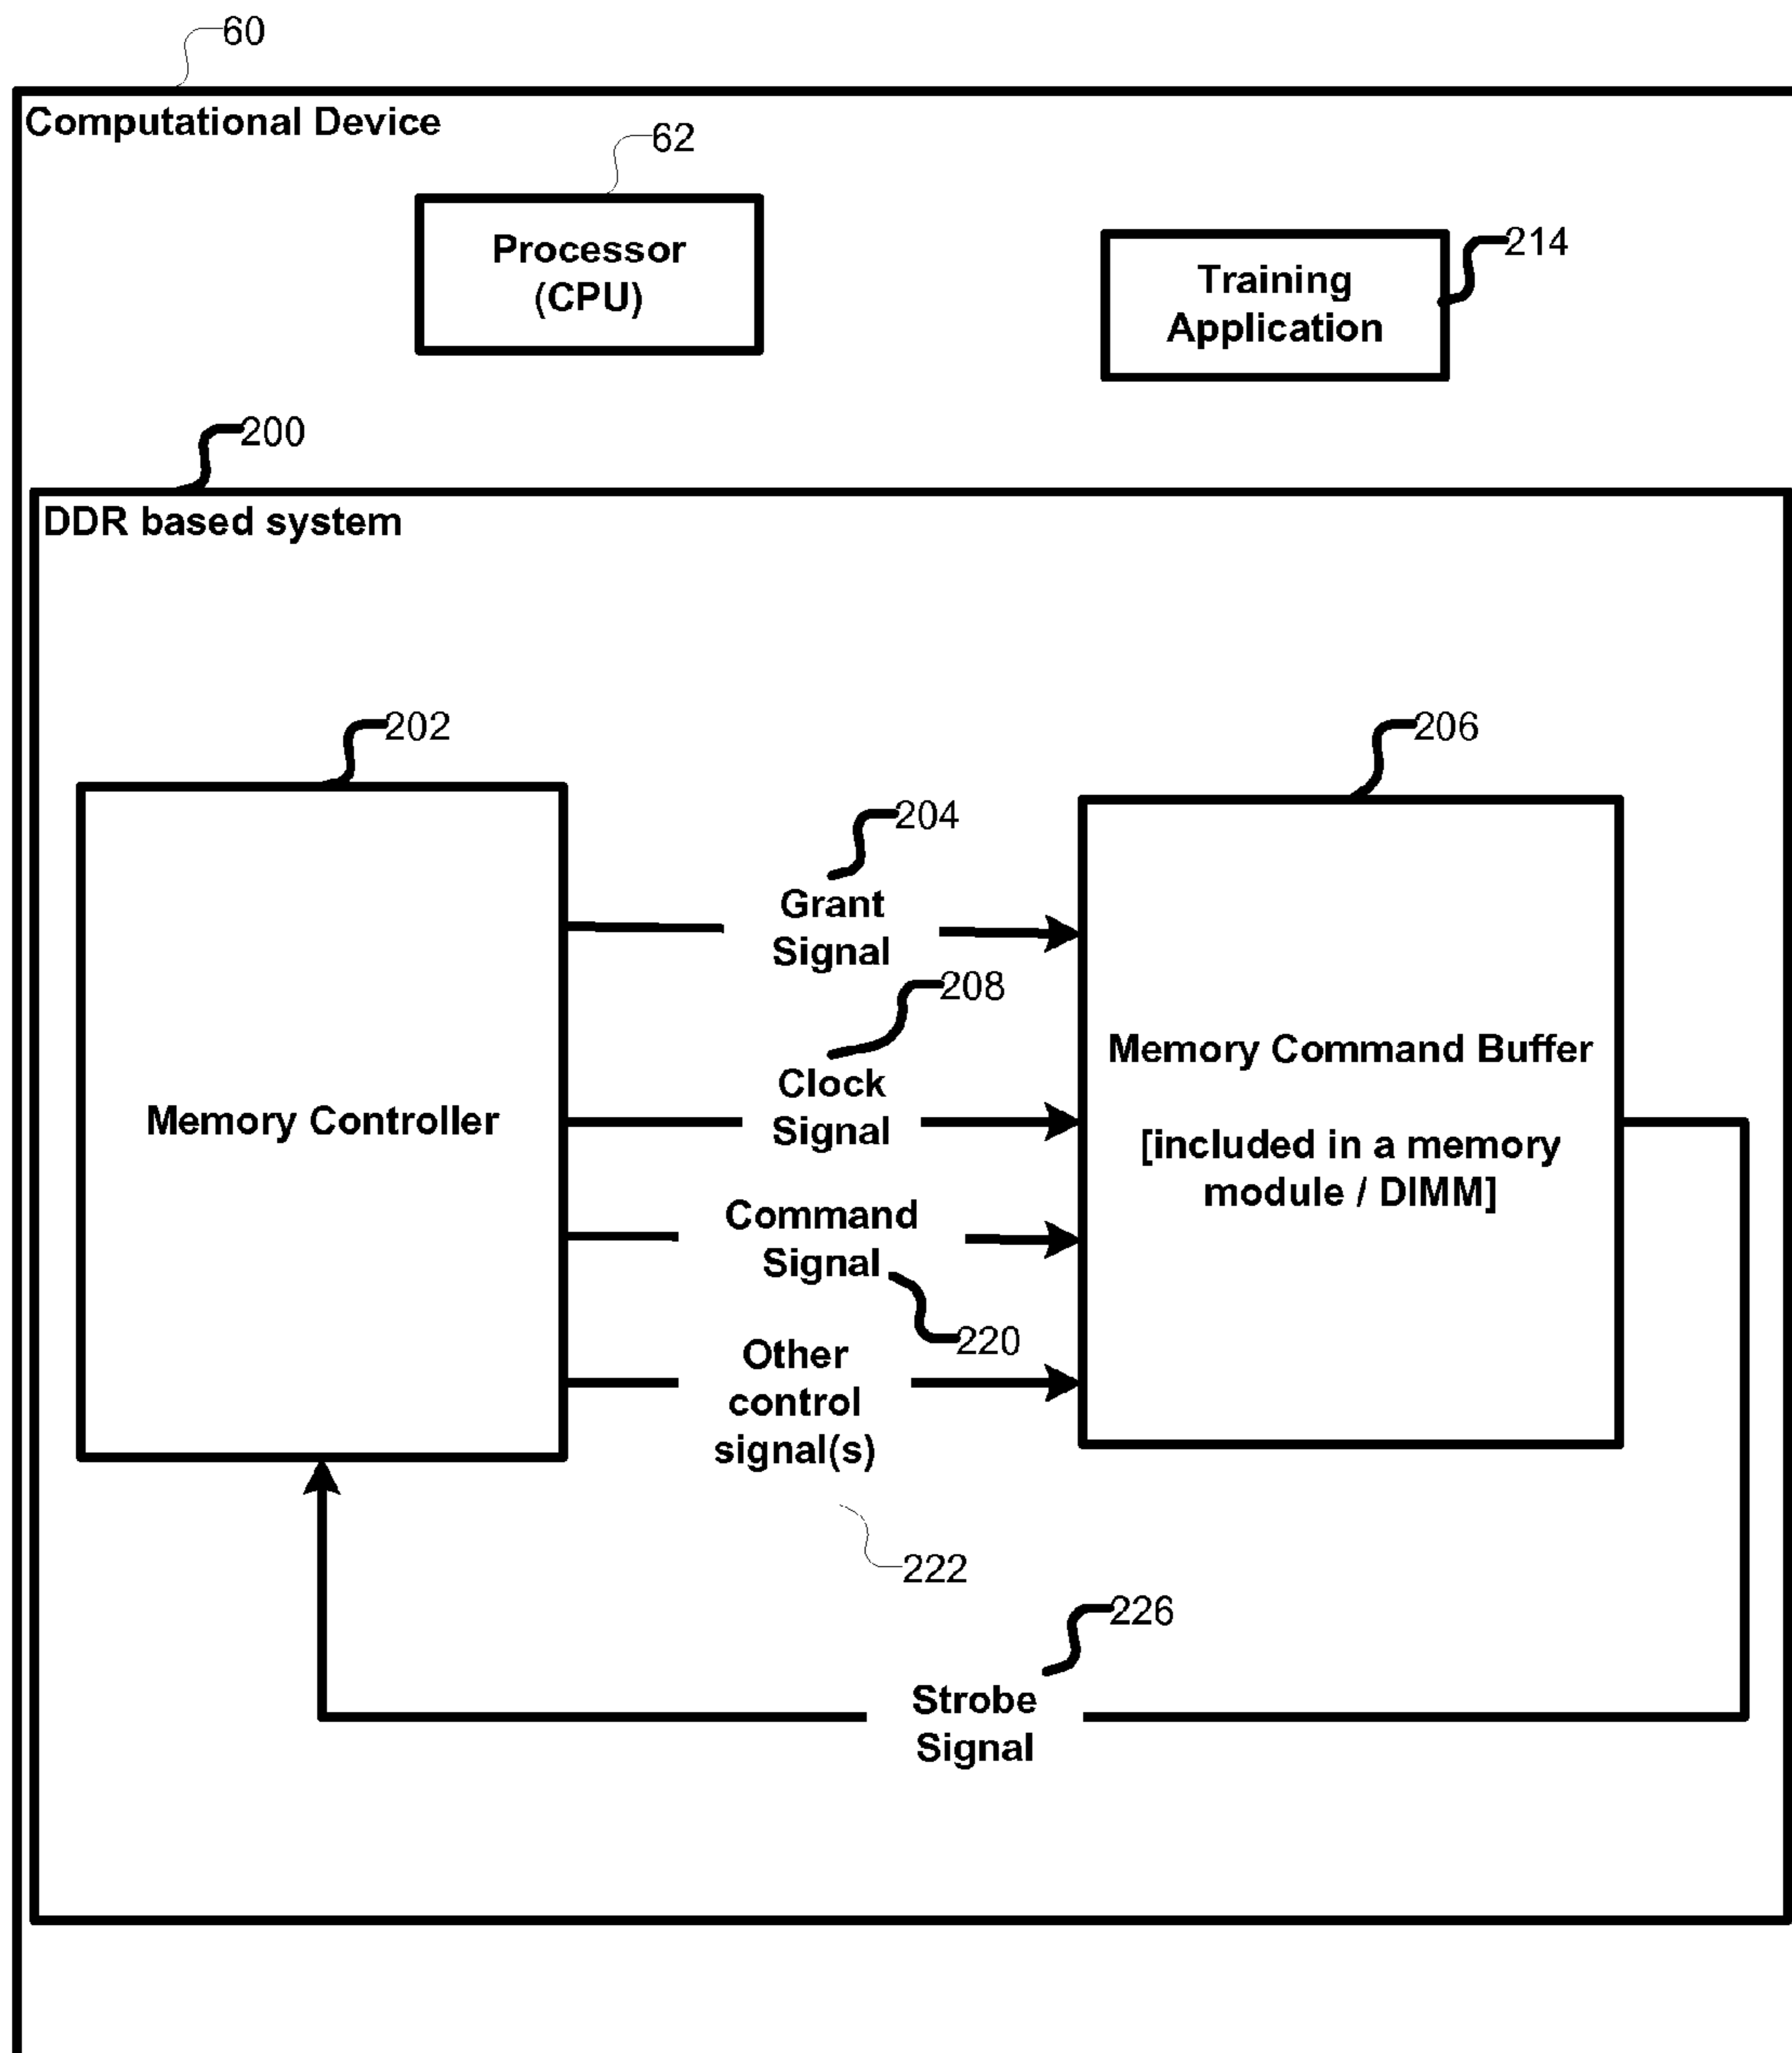 60
Computational Device
62
Processor
(CPU)
214
Training
Application
200
DDR based system
202
206
204
Grant
Signal
208
Memory Command Buffer
Clock
Signal
Memory Controller
[included in a memory
module / DIMM]
Command
Signal
220
Other
control
signal(s)
222
226
Strobe
Signal